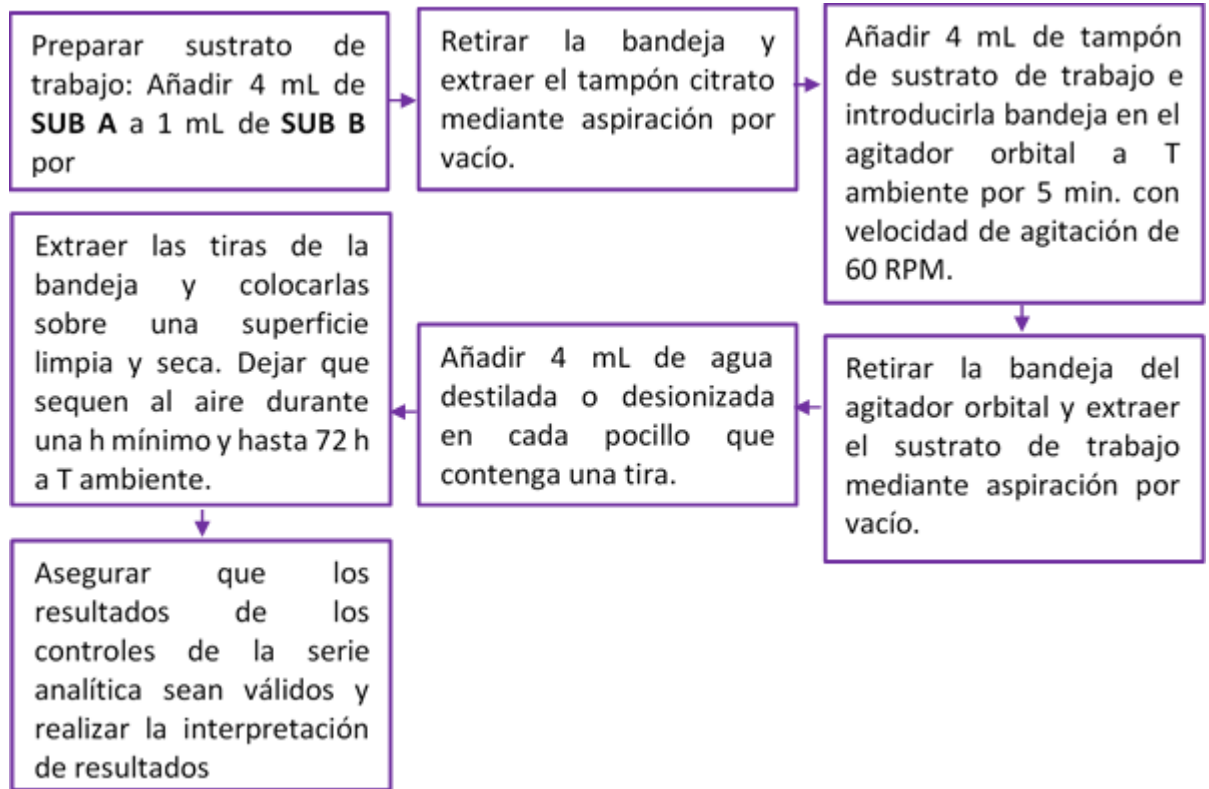 Preparar sustrato de
trabajo: Añadir 4 mL de
SUB A a 1 mL de SUB B
por
Retirar la bandeja y
extraer el tampón citrato
mediante aspiración por
vacío.
Añadir 4 mL de tampón
de sustrato de trabajo e
introducirla bandeja en el
agitador orbital a T
ambiente por 5 min. con
velocidad de agitación de
60 RPM.
Retirar la bandeja del
agitador orbital y extraer
el sustrato de trabajo
mediante aspiración por
vacío.
Añadir 4 mL de agua
destilada o desionizada
en cada pocillo que
contenga una tira.
Extraer las tiras de la
bandeja y colocarlas
sobre una superficie
limpia y seca. Dejar que
sequen al aire durante
una h mínimo y hasta 72 h
a T ambiente.
Asegurar que los
resultados de los
controles de la serie
analítica sean válidos y
realizar la interpretación
de resultados